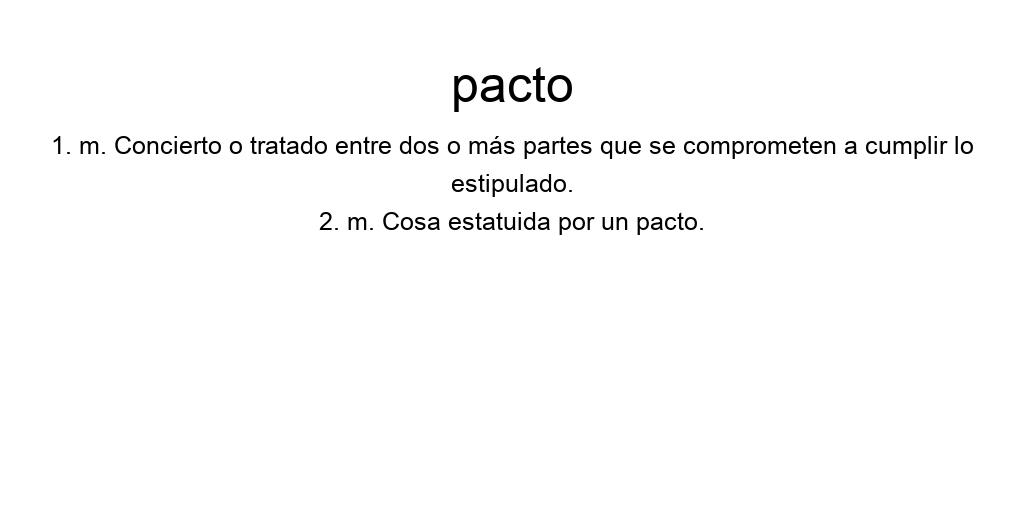 pacto
1. m. Concierto o tratado entre dos o más partes que se comprometen a cumplir lo
estipulado.
2. m. Cosa estatuida por un pacto.